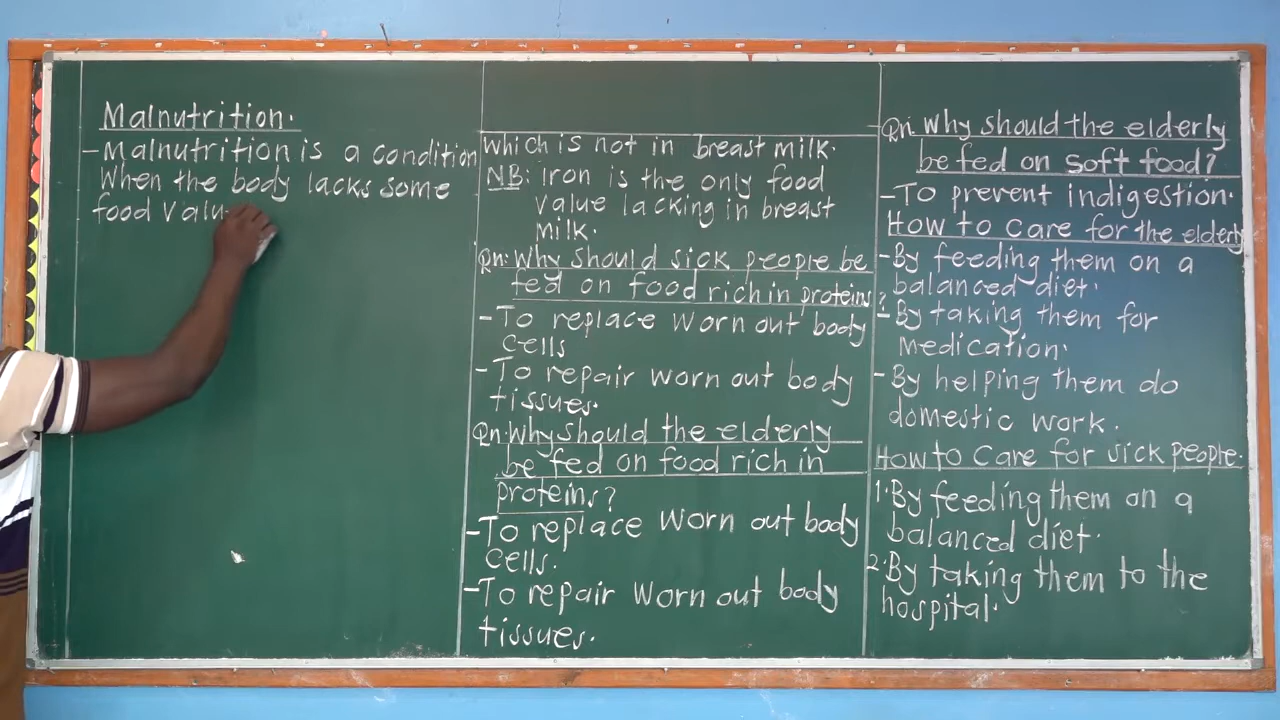 Malnutrition.
-Malnutrition is a condition
When the body lacks some
food Valu
which is not in breast milk.
NB: Iron is the only food
Value lacking in breast
milk.
Qn: Why should sick people be
fed on food rich in proteins?
-To replace worn out body
cells
-To repair worn out body
tissues.
Qn: Why should the elderly
be fed on food rich in
proteins?
-To replace worn out body
cells.
-To repair worn out body
tissues.
Qn. Why should the elderly
be fed on soft food?
-To prevent indigestion.
How to care for the elderly
-By feeding them on a
balanced diet.
-By taking them for
medication.
-By helping them do
domestic work.
How to care for sick people.
1. By feeding them on a
balanced diet.
2. By taking them to the
hospital.